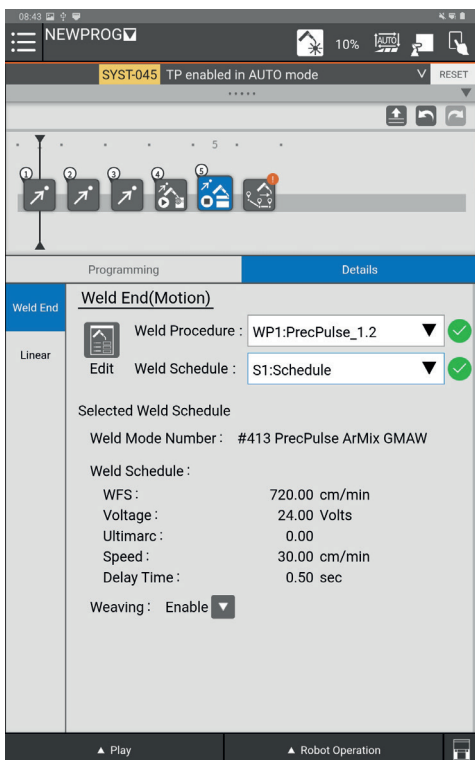 08:43
NEWPROG
10%
AUTO
SYST-045 TP enabled in AUTO mode
RESET
5
1 2 3 4 5 !
Programming Details
Weld End
Weld End(Motion)
Weld Procedure : WP1:PrecPulse_1.2
Linear
Edit Weld Schedule : S1:Schedule
Selected Weld Schedule
Weld Mode Number : #413 PrecPulse ArMix GMAW
Weld Schedule :
WFS : 720.00 cm/min
Voltage : 24.00 Volts
Ultimarc : 0.00
Speed : 30.00 cm/min
Delay Time : 0.50 sec
Weaving : Enable
Play Robot Operation